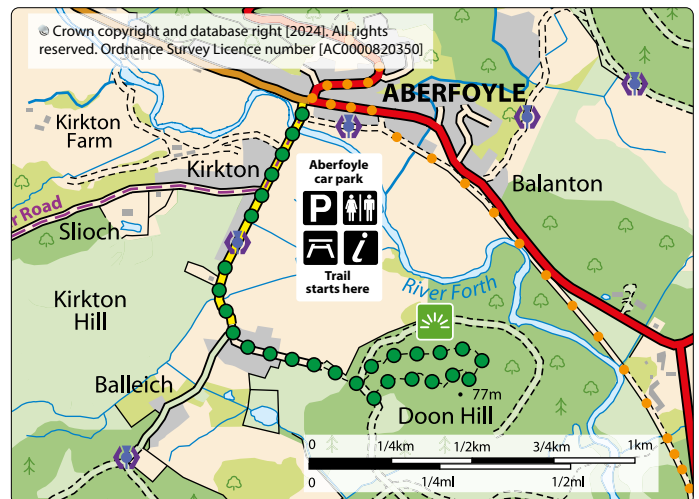 © Crown copyright and database right [2024]. All rights
reserved. Ordnance Survey Licence number [AC0000820350]
ABERFOYLE
Kirkton
Farm
Kirkton
Aberfoyle
car park
P
i
Trail
starts here
Balanton
r Road
Slioch
Kirkton
Hill
River Forth
Balleich
77m
Doon Hill
0 1/4km 1/2km 3/4km 1km
0 1/4ml 1/2ml